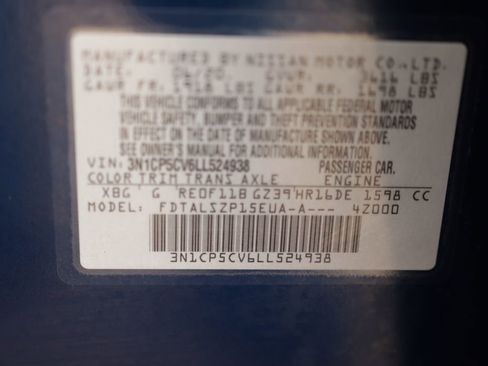 MANUFACTURED BY NISSAN MOTOR CO., LTD.
DATE: 06/20 GVWR 3616 LBS
GAWR FR. 1918 LBS GAWR RR. 1698 LBS
THIS VEHICLE CONFORMS TO ALL APPLICABLE FEDERAL MOTOR
VEHICLE SAFETY, BUMPER, AND THEFT PREVENTION STANDARDS
IN EFFECT ON THE DATE OF MANUFACTURE SHOWN ABOVE.
SEE OWNER'S MANUAL FOR ADDITIONAL INFORMATION.
VIN: 3N1CP5CV6LL524938 PASSENGER CAR.
COLOR TRIM TRANS AXLE ENGINE
XBG G RE0F11B GZ39 HR16DE 1598 CC
MODEL: FDTALSZP15EUA-A--- 4Z000
3N1CP5CV6LL524938